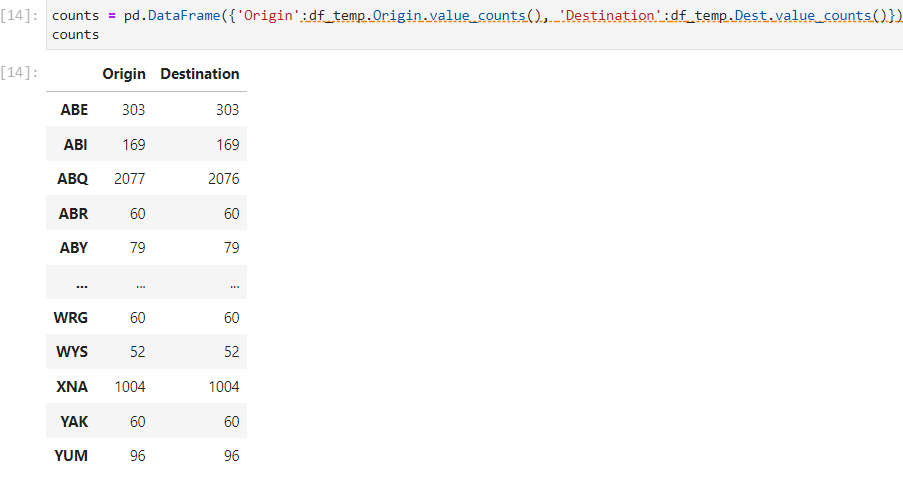 [14]: counts = pd.DataFrame({'Origin':df_temp.Origin.value_counts(), 'Destination':df_temp.Dest.value_counts()})
counts
[14]:
Origin Destination
ABE 303 303
ABI 169 169
ABQ 2077 2076
ABR 60 60
ABY 79 79
... ... ...
WRG 60 60
WYS 52 52
XNA 1004 1004
YAK 60 60
YUM 96 96